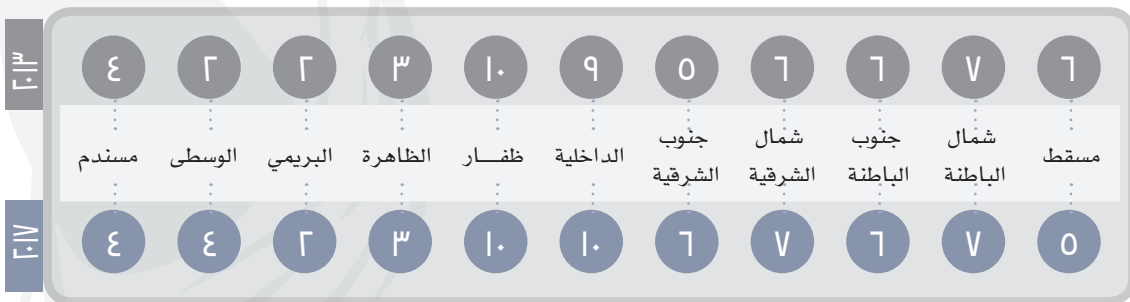 ٢٠١٣
٦ ٧ ٦ ٦ ٥ ٩ ١٠ ٣ ٢ ٢ ٤
مسقط شمال الباطنة جنوب الباطنة شمال الشرقية جنوب الشرقية الداخلية ظفــار الظاهرة البريمي الوسطى مسندم
٢٠١٧
٥ ٧ ٦ ٧ ٦ ١٠ ١٠ ٣ ٢ ٤ ٤